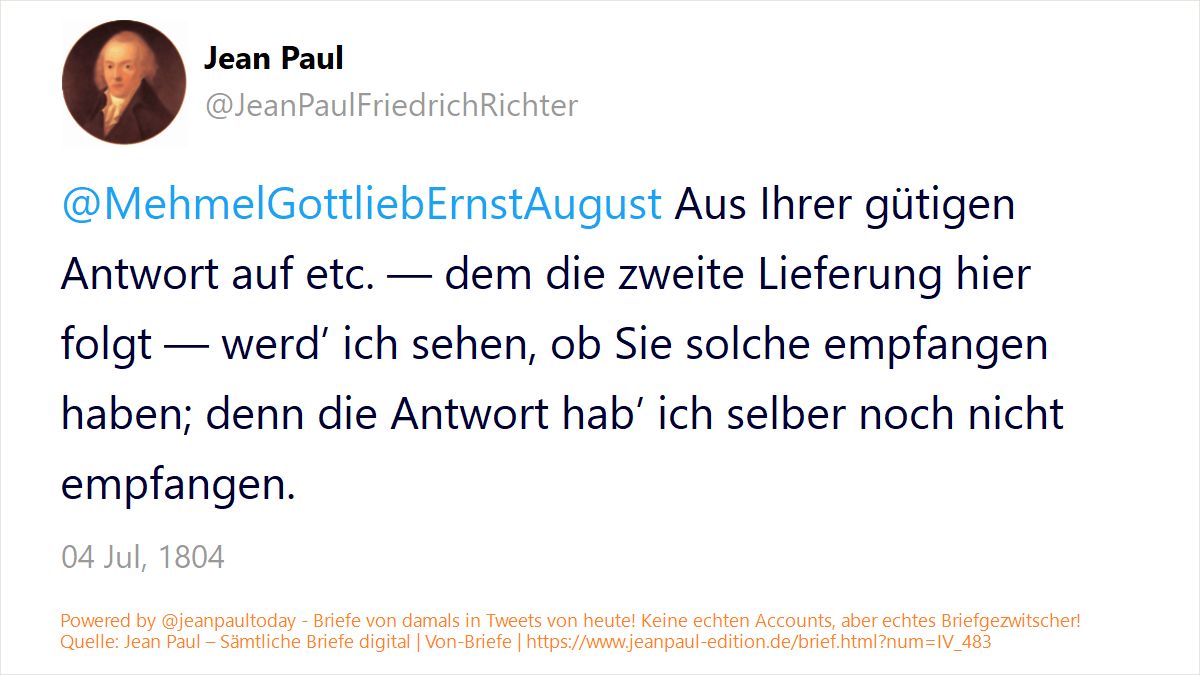 Jean Paul
@JeanPaulFriedrichRichter
@MehmelGottliebErnstAugust Aus Ihrer gütigen
Antwort auf etc. — dem die zweite Lieferung hier
folgt — werd’ ich sehen, ob Sie solche empfangen
haben; denn die Antwort hab’ ich selber noch nicht
empfangen.
04 Jul, 1804
Powered by @jeanpaultoday - Briefe von damals in Tweets von heute! Keine echten Accounts, aber echtes Briefgezwitscher!
Quelle: Jean Paul – Sämtliche Briefe digital | Von-Briefe | https://www.jeanpaul-edition.de/brief.html?num=IV_483